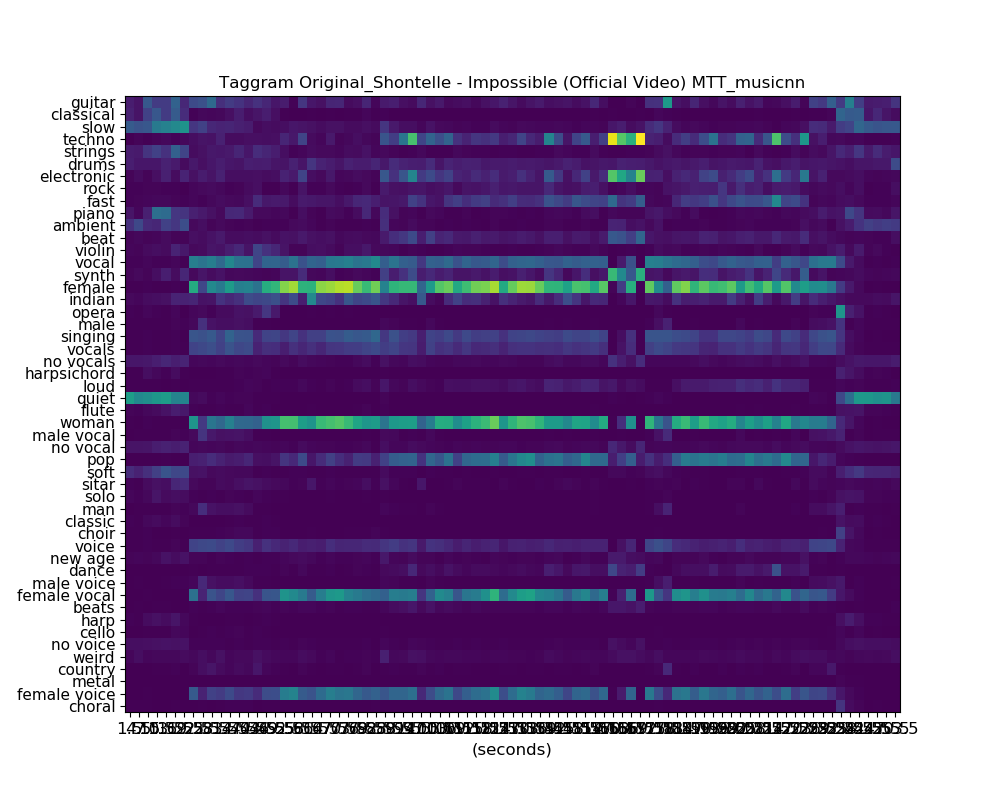 Taggram Original_Shontelle - Impossible (Official Video) MTT_musicnn
guitar
classical
slow
techno
strings
drums
electronic
rock
fast
piano
ambient
beat
violin
vocal
synth
female
indian
opera
male
singing
vocals
no vocals
harpsichord
loud
quiet
flute
woman
male vocal
no vocal
pop
soft
sitar
solo
man
classic
choir
voice
new age
dance
male voice
female vocal
beats
harp
cello
no voice
weird
country
metal
female voice
choral
(seconds)